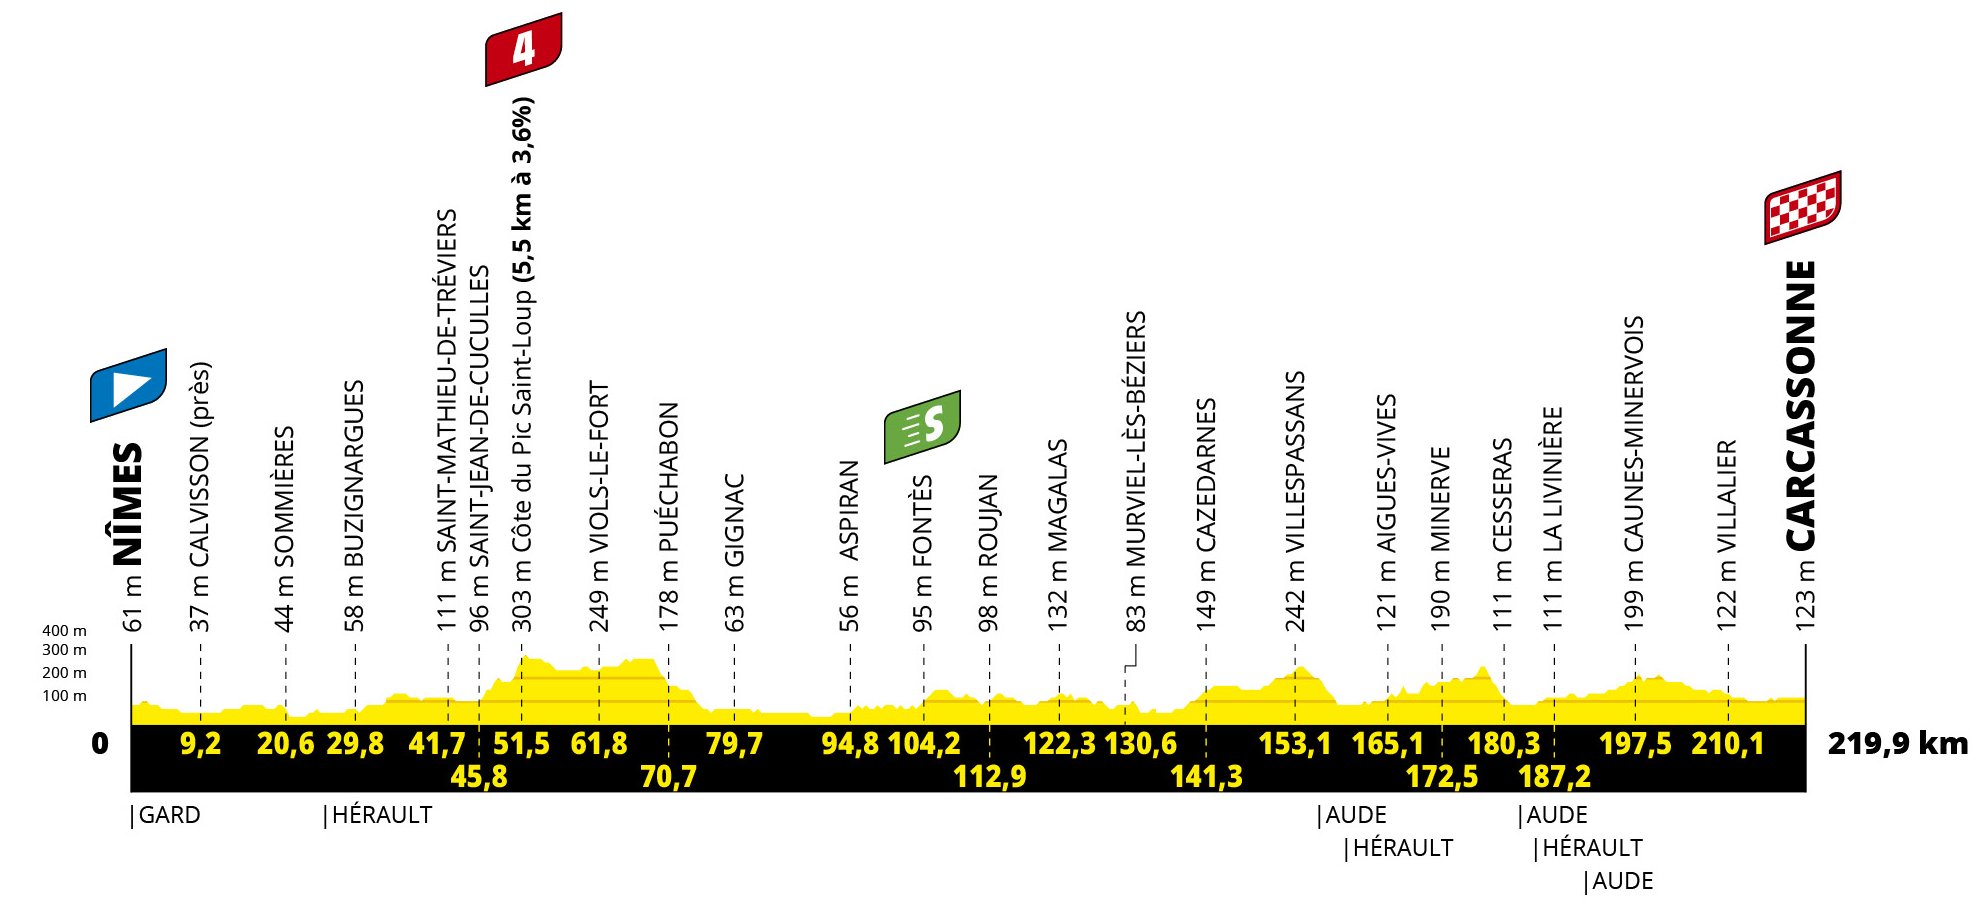 4
S
61 m NÎMES
37 m CALVISSON (près)
44 m SOMMIÈRES
58 m BUZIGNARGUES
111 m SAINT-MATHIEU-DE-TRÉVIERS
96 m SAINT-JEAN-DE-CUCULLES
303 m Côte du Pic Saint-Loup (5,5 km à 3,6%)
249 m VIOLS-LE-FORT
178 m PUÉCHABON
63 m GIGNAC
56 m ASPIRAN
95 m FONTÈS
98 m ROUJAN
132 m MAGALAS
83 m MURVIEL-LÈS-BÉZIERS
149 m CAZEDARNES
242 m VILLESPASSANS
121 m AIGUES-VIVES
190 m MINERVE
111 m CESSERAS
111 m LA LIVINIÈRE
199 m CAUNES-MINERVOIS
122 m VILLALIER
123 m CARCASSONNE
400 m
300 m
200 m
100 m
0 9,2 20,6 29,8 41,7 51,5 61,8 79,7 94,8 104,2 122,3 130,6 153,1 165,1 180,3 197,5 210,1 219,9 km
45,8 70,7 112,9 141,3 172,5 187,2
|GARD |HÉRAULT |AUDE |AUDE
|HÉRAULT |HÉRAULT
|AUDE